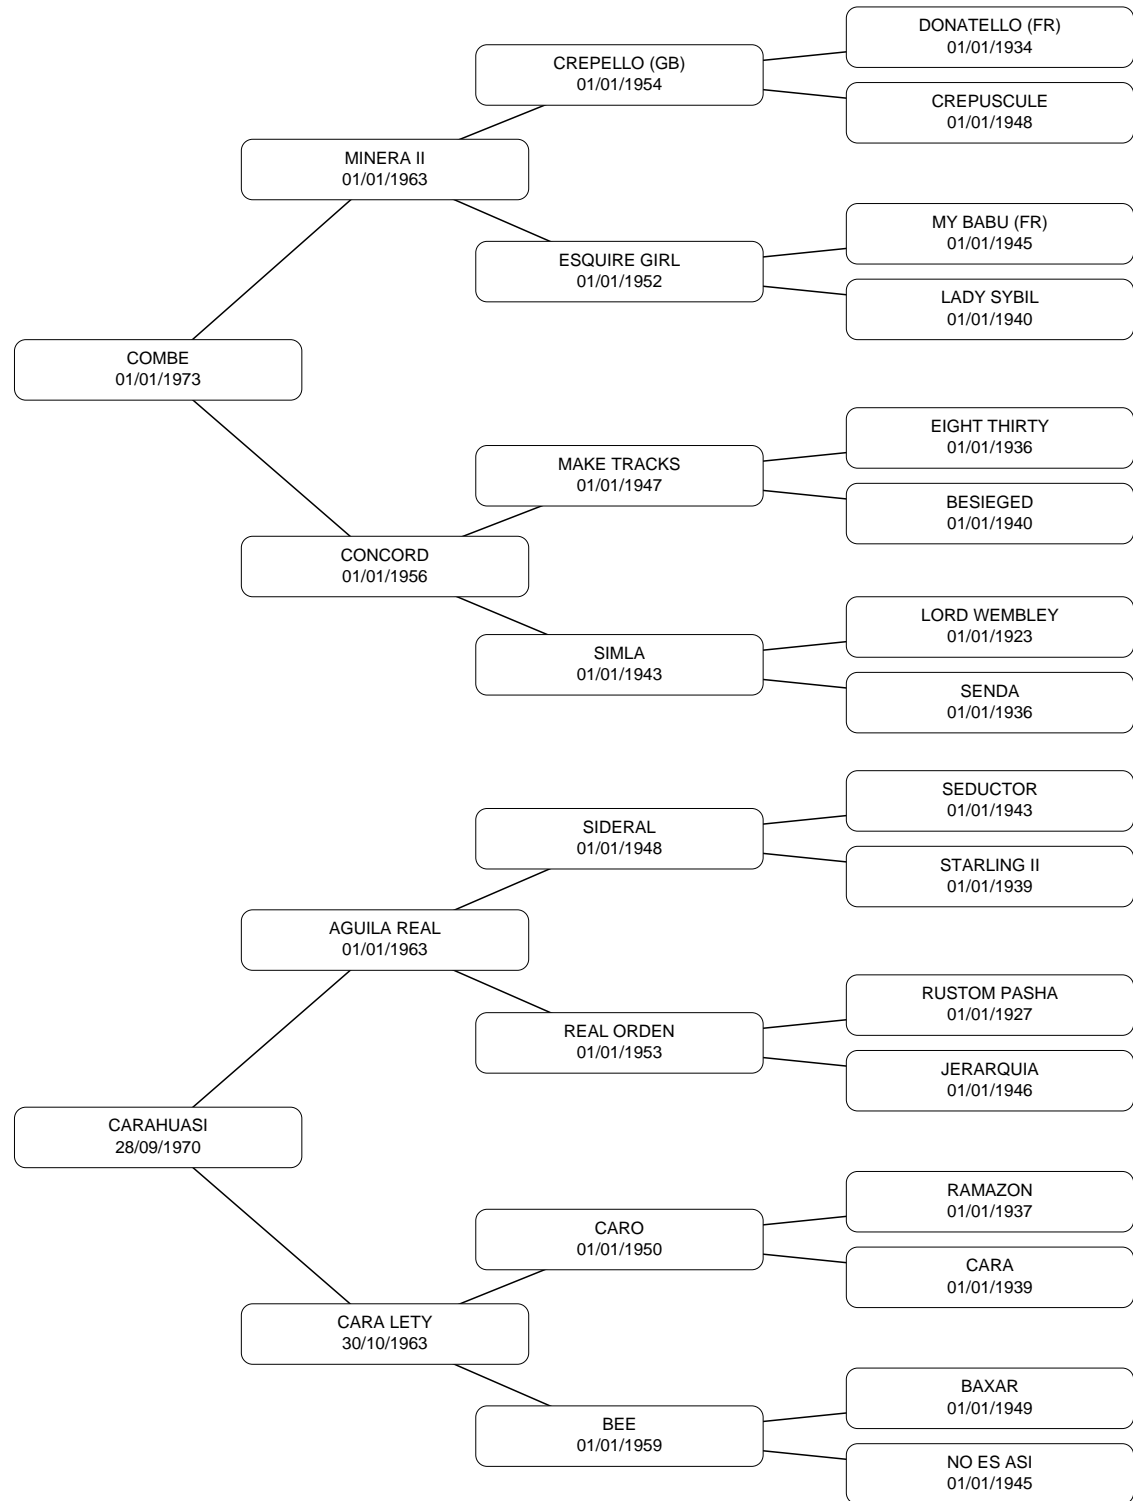 DONATELLO (FR)
01/01/1934
CREPELLO (GB)
01/01/1954
CREPUSCULE
01/01/1948
MINERA II
01/01/1963
MY BABU (FR)
01/01/1945
ESQUIRE GIRL
01/01/1952
LADY SYBIL
01/01/1940
COMBE
01/01/1973
EIGHT THIRTY
01/01/1936
MAKE TRACKS
01/01/1947
BESIEGED
01/01/1940
CONCORD
01/01/1956
LORD WEMBLEY
01/01/1923
SIMLA
01/01/1943
SENDA
01/01/1936
SEDUCTOR
01/01/1943
SIDERAL
01/01/1948
STARLING II
01/01/1939
AGUILA REAL
01/01/1963
RUSTOM PASHA
01/01/1927
REAL ORDEN
01/01/1953
JERARQUIA
01/01/1946
CARAHUASI
28/09/1970
RAMAZON
01/01/1937
CARO
01/01/1950
CARA
01/01/1939
CARA LETY
30/10/1963
BAXAR
01/01/1949
BEE
01/01/1959
NO ES ASI
01/01/1945